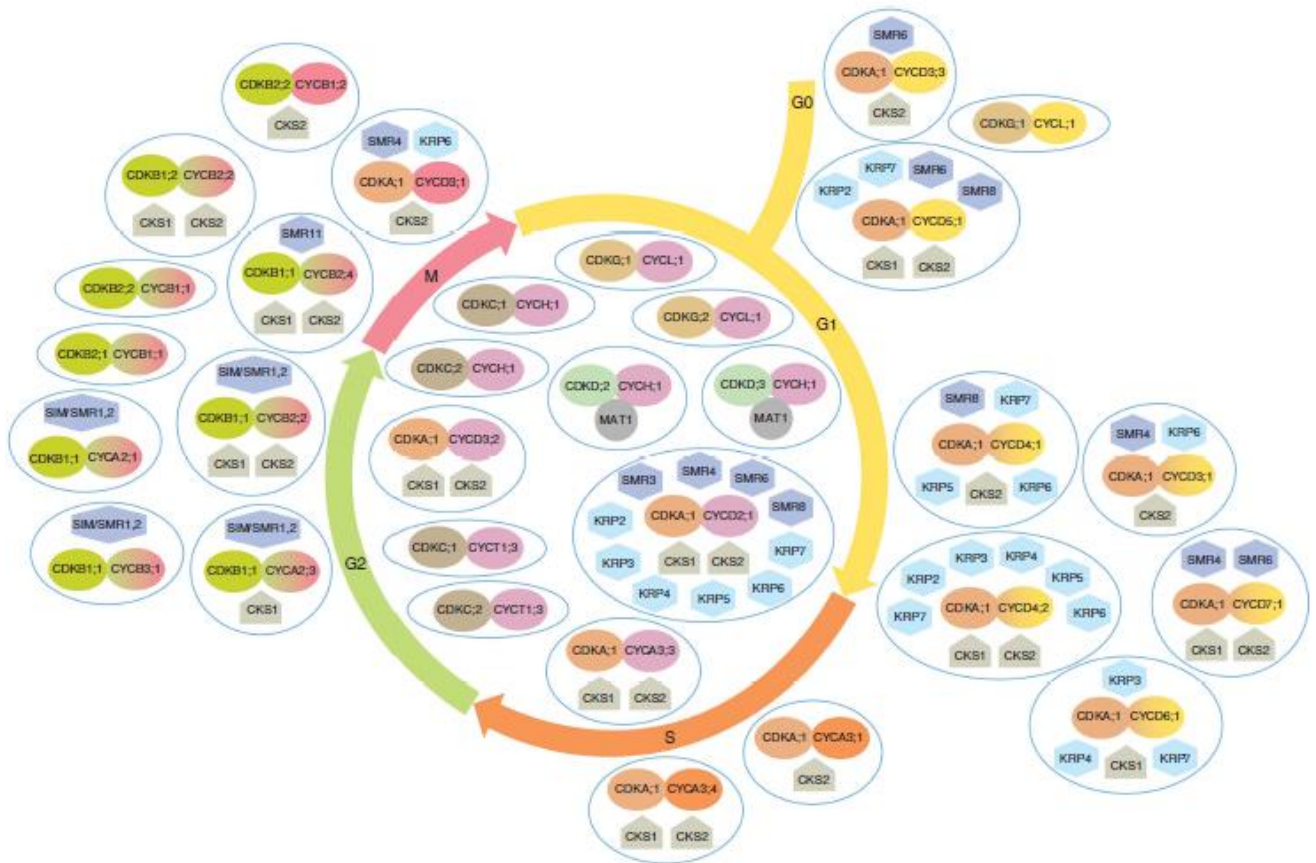 SMR6
CDKA;1 CYCD3;3
CKS2
G0
CDKG;1 CYCL;1
KRP7 SMR6
KRP2 SMR8
CDKA;1 CYCD5;1
CKS1 CKS2
CDKB2;2 CYCB1;2
CKS2
SMR4 KRP6
CDKA;1 CYCD3;1
CKS2
CDKB1;2 CYCB2;2
CKS1 CKS2
SMR11
CDKB1;1 CYCB2;4
CKS1 CKS2
M
CDKB2;2 CYCB1;1
CDKB2;1 CYCB1;1
SIM/SMR1,2
CDKB1;1 CYCB2;2
CKS1 CKS2
SIM/SMR1,2
CDKB1;1 CYCA2;1
SIM/SMR1,2
CDKB1;1 CYCB3;1
SIM/SMR1,2
CDKB1;1 CYCA2;3
CKS1
G2
CDKG;1 CYCL;1
CDKC;1 CYCH;1
CDKG;2 CYCL;1
G1
CDKC;2 CYCH;1
CDKD;2 CYCH;1
MAT1
CDKD;3 CYCH;1
MAT1
CDKA;1 CYCD3;2
CKS1 CKS2
SMR3 SMR4 SMR6
SMR8
KRP2 CDKA;1 CYCD2;1
KRP3 CKS1 CKS2 KRP7
KRP4 KRP5 KRP6
CDKC;1 CYCT1;3
CDKC;2 CYCT1;3
CDKA;1 CYCA3;3
CKS1 CKS2
S
CDKA;1 CYCA3;1
CKS2
CDKA;1 CYCA3;4
CKS1 CKS2
SMR8 KRP7
CDKA;1 CYCD4;1
KRP5 CKS2 KRP6
SMR4 KRP6
CDKA;1 CYCD3;1
CKS2
KRP3 KRP4
KRP2 KRP5
KRP7 CDKA;1 CYCD4;2 KRP6
CKS1 CKS2
SMR4 SMR6
CDKA;1 CYCD7;1
CKS1 CKS2
KRP3
CDKA;1 CYCD6;1
KRP4 CKS1 KRP7